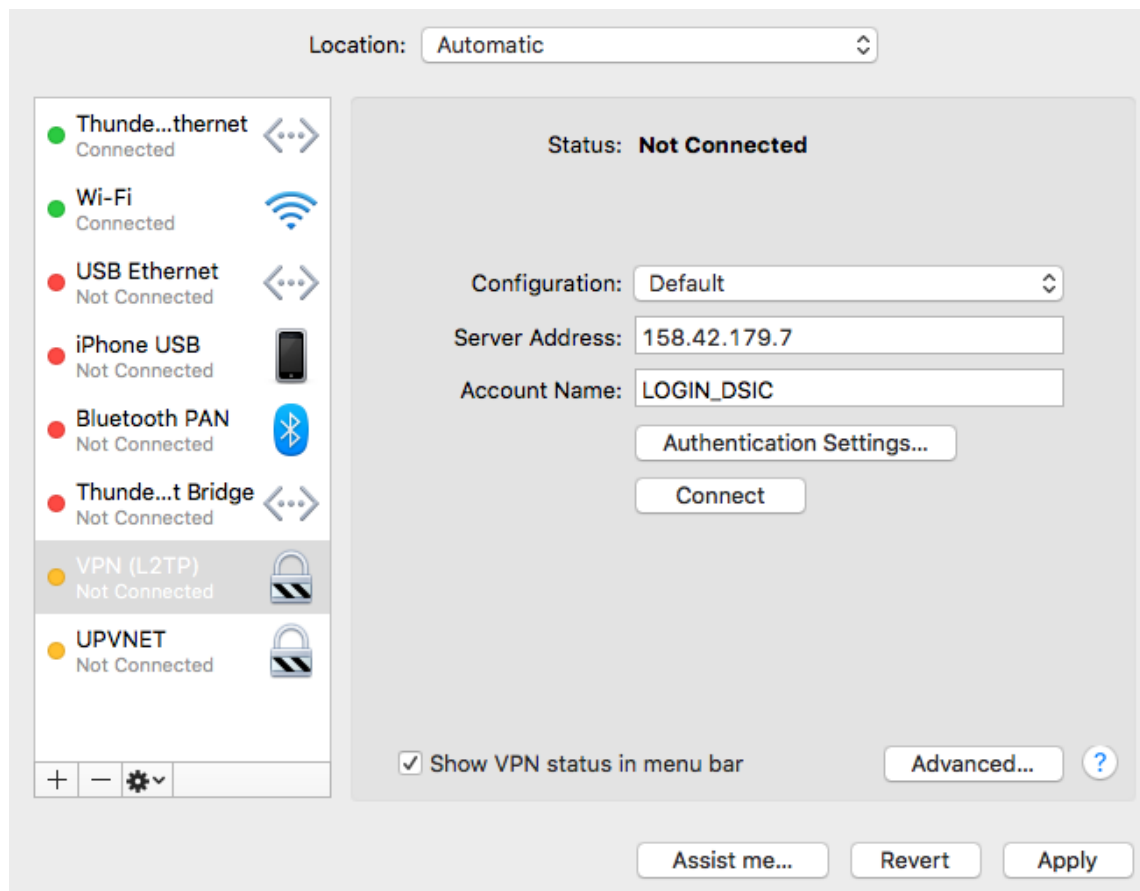 Location: Automatic
Thunde...thernet
Connected
Wi-Fi
Connected
USB Ethernet
Not Connected
iPhone USB
Not Connected
Bluetooth PAN
Not Connected
Thunde...t Bridge
Not Connected
VPN (L2TP)
Not Connected
UPVNET
Not Connected
Status: Not Connected
Configuration: Default
Server Address: 158.42.179.7
Account Name: LOGIN_DSIC
Authentication Settings...
Connect
Show VPN status in menu bar
Advanced... ?
Assist me... Revert Apply